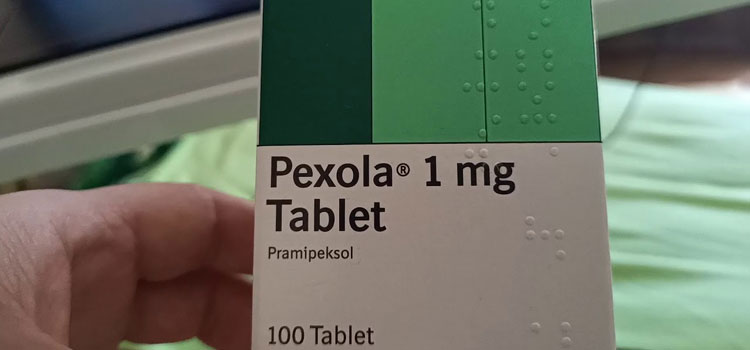 Pexola® 1 mg
Tablet
Pramipeksol
100 Tablet